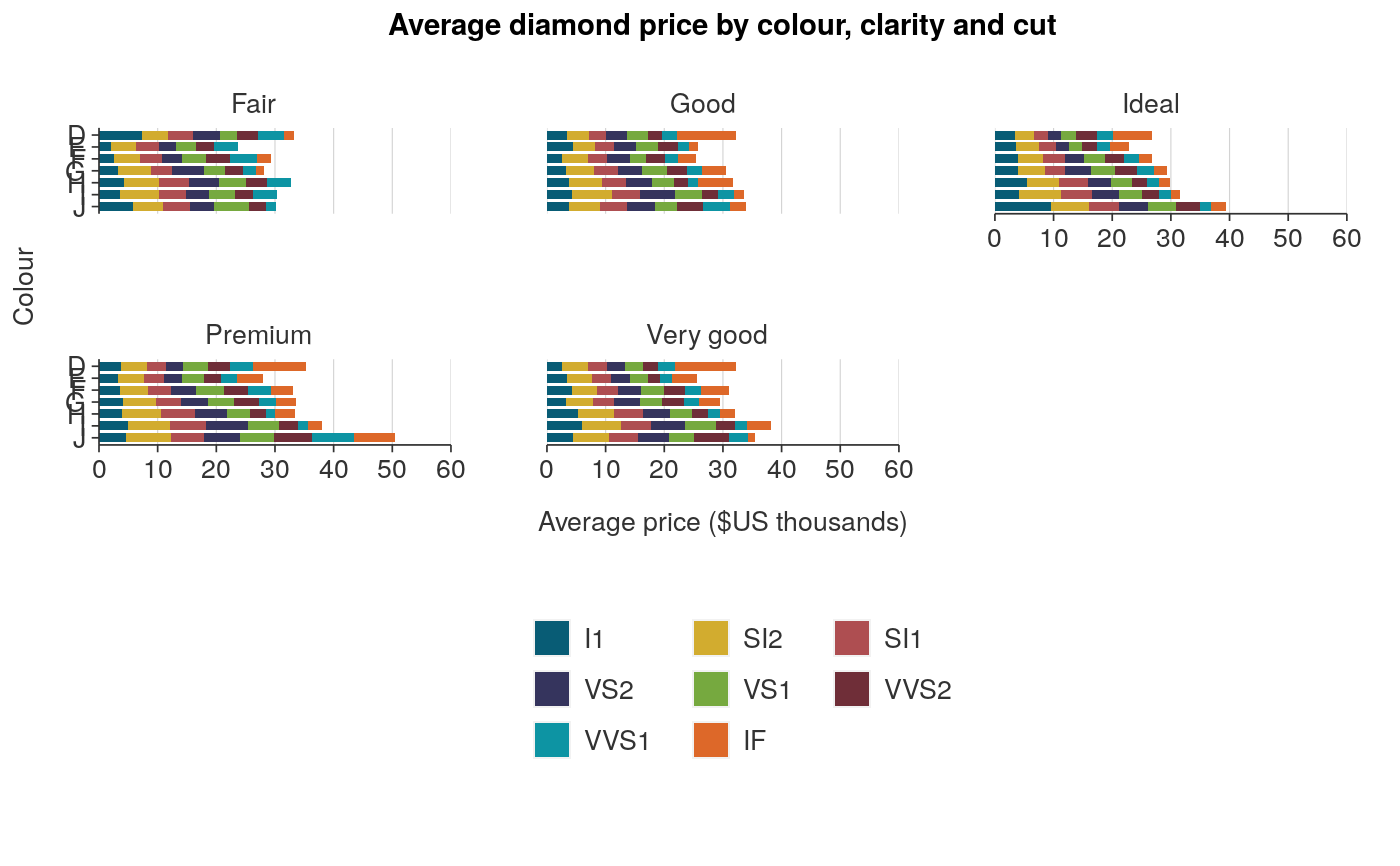 Average diamond price by colour, clarity and cut
Fair Good Ideal
D
E
F
G
H
I
J
0 10 20 30 40 50 60
Colour
Premium Very good
D
E
F
G
H
I
J
0 10 20 30 40 50 60 0 10 20 30 40 50 60
Average price ($US thousands)
I1 SI2 SI1
VS2 VS1 VVS2
VVS1 IF